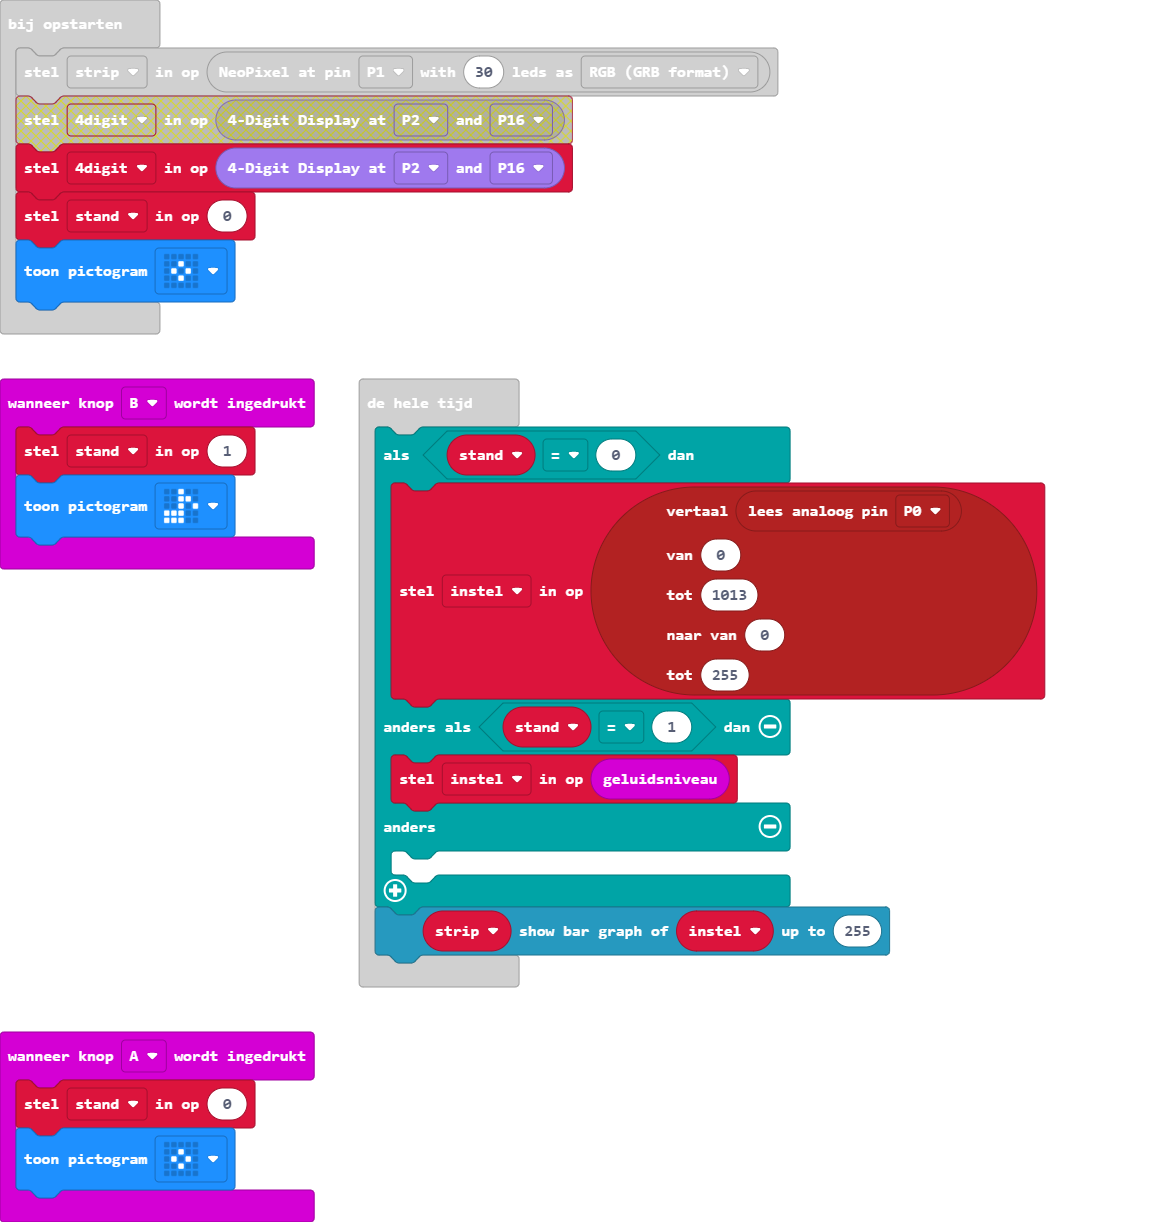 bij opstarten
stel strip in op NeoPixel at pin P1 with 30 leds as RGB (GRB format)
stel 4digit in op 4-Digit Display at P2 and P16
stel 4digit in op 4-Digit Display at P2 and P16
stel stand in op 0
toon pictogram
wanneer knop B wordt ingedrukt
stel stand in op 1
toon pictogram
de hele tijd
als stand = 0 dan
vertaal lees analoog pin P0
van 0
stel instel in op tot 1013
naar van 0
tot 255
anders als stand = 1 dan
stel instel in op geluidsniveau
anders
strip show bar graph of instel up to 255
wanneer knop A wordt ingedrukt
stel stand in op 0
toon pictogram